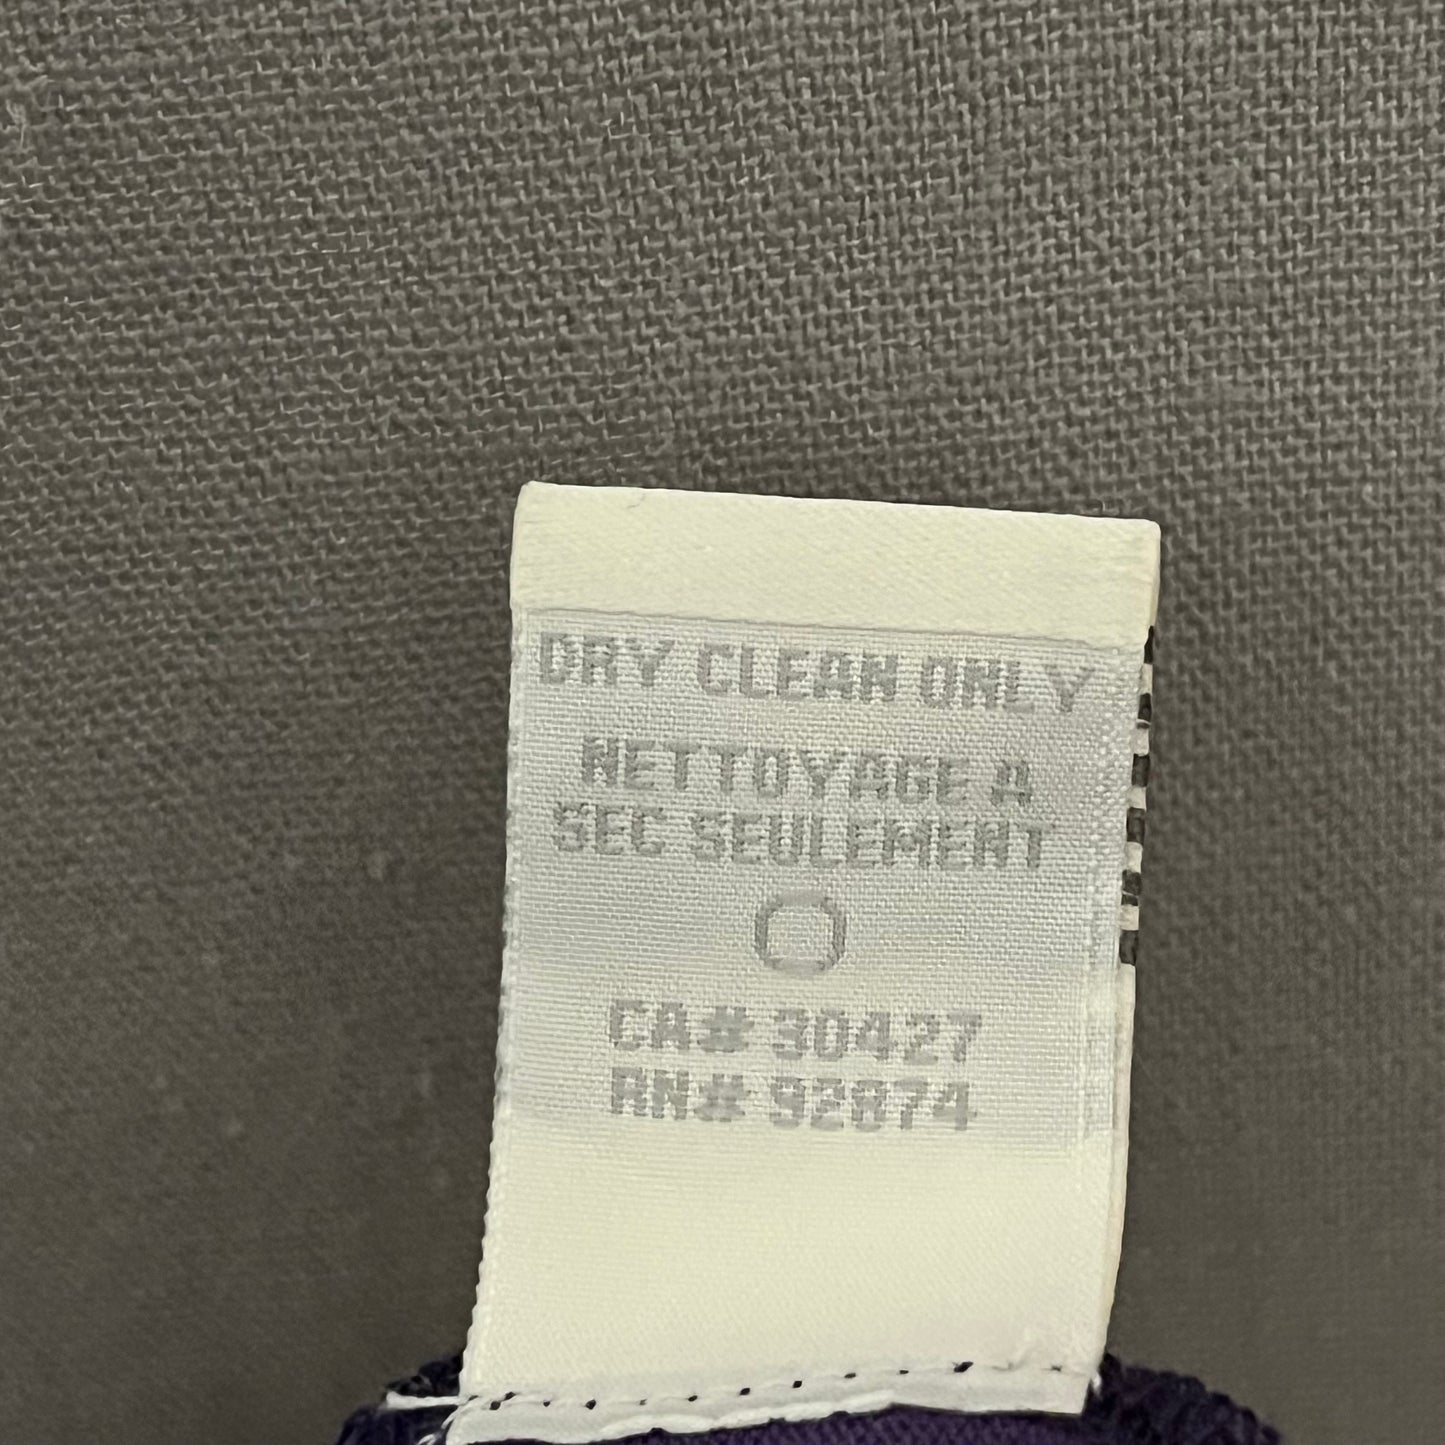 DRY CLEAN ONLY
NETTOYAGE A
SEC SEULEMENT
CA# 30427
RN# 92874